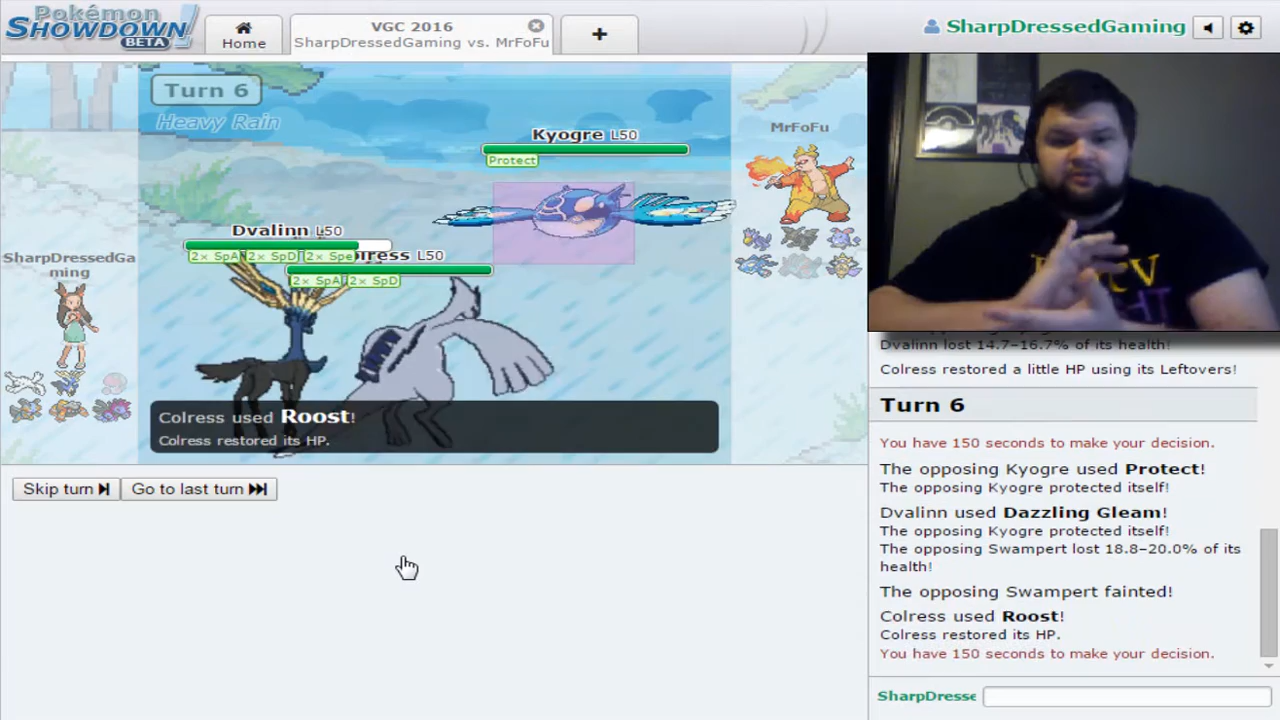 Pokémon
SHOWDOWN!
BETA
Home
VGC 2016
SharpDressedGaming vs. MrFoFu
+
SharpDressedGaming
Turn 6
Heavy Rain
Kyogre L50
Protect
MrFoFu
Dvalinn L50
2× SpA 2× SpD 2× Spe
ress L50
2× SpA 2× SpD
SharpDressedGa
ming
Colress used Roost!
Colress restored its HP.
Skip turn
Go to last turn
Dvalinn lost 14.7–16.7% of its health!
Colress restored a little HP using its Leftovers!
Turn 6
You have 150 seconds to make your decision.
The opposing Kyogre used Protect!
The opposing Kyogre protected itself!
Dvalinn used Dazzling Gleam!
The opposing Kyogre protected itself!
The opposing Swampert lost 18.8–20.0% of its
health!
The opposing Swampert fainted!
Colress used Roost!
Colress restored its HP.
You have 150 seconds to make your decision.
SharpDresse